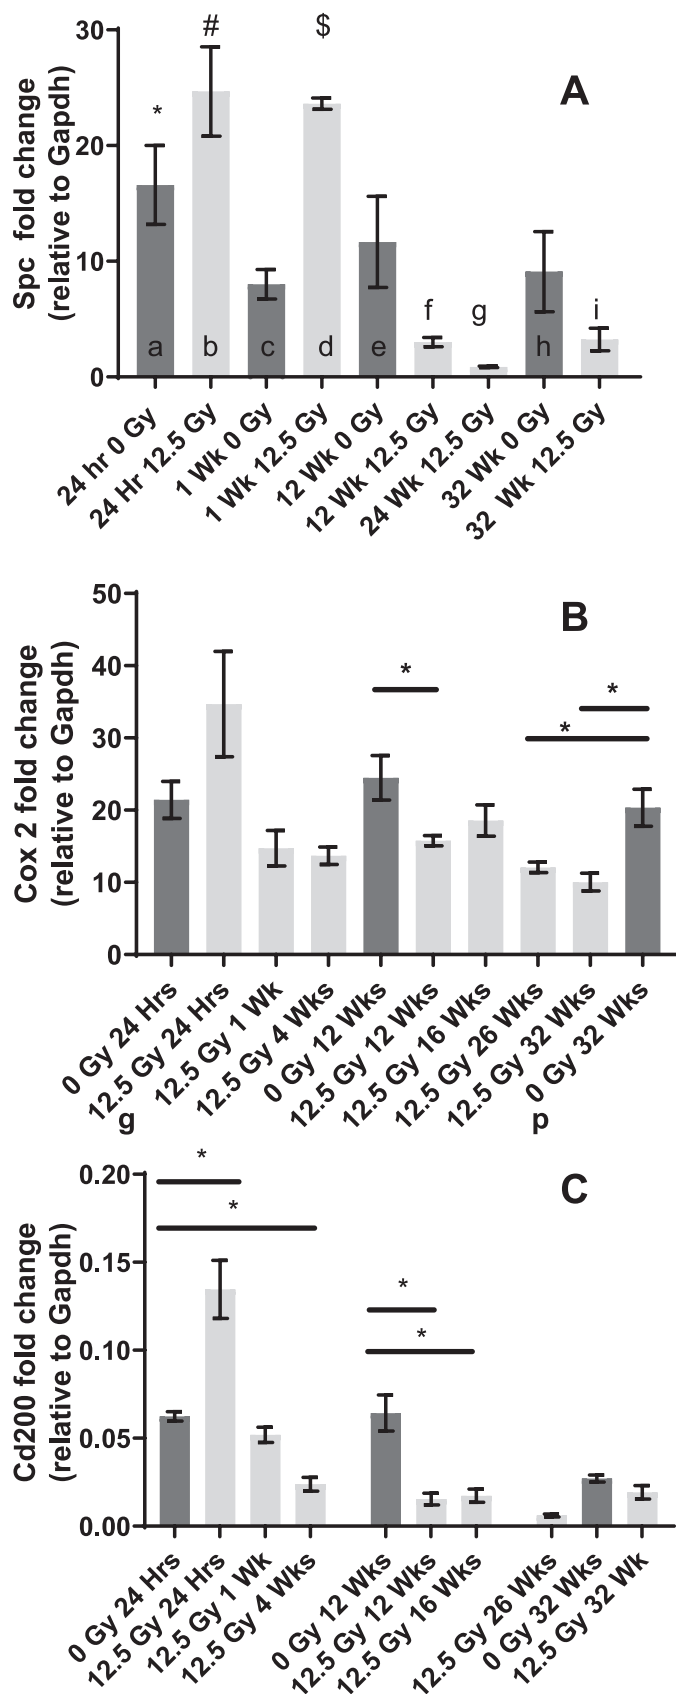 Spc fold change
(relative to Gapdh)
30
20
10
0
A
*
#
$
a
b
c
d
e
f
g
h
i
24 hr 0 Gy
24 Hr 12.5 Gy
1 Wk 0 Gy
1 Wk 12.5 Gy
12 Wk 0 Gy
12 Wk 12.5 Gy
24 Wk 12.5 Gy
32 Wk 0 Gy
32 Wk 12.5 Gy
Cox 2 fold change
(relative to Gapdh)
50
40
30
20
10
0
B
*
*
*
0 Gy 24 Hrs
12.5 Gy 24 Hrs
12.5 Gy 1 Wk
12.5 Gy 4 Wks
0 Gy 12 Wks
12.5 Gy 12 Wks
12.5 Gy 16 Wks
12.5 Gy 26 Wks
12.5 Gy 32 Wks
0 Gy 32 Wks
g
p
Cd200 fold change
(relative to Gapdh)
0.20
0.15
0.10
0.05
0.00
C
*
*
*
*
0 Gy 24 Hrs
12.5 Gy 24 Hrs
12.5 Gy 1 Wk
12.5 Gy 4 Wks
0 Gy 12 Wks
12.5 Gy 12 Wks
12.5 Gy 16 Wks
12.5 Gy 26 Wks
0 Gy 32 Wks
12.5 Gy 32 Wk